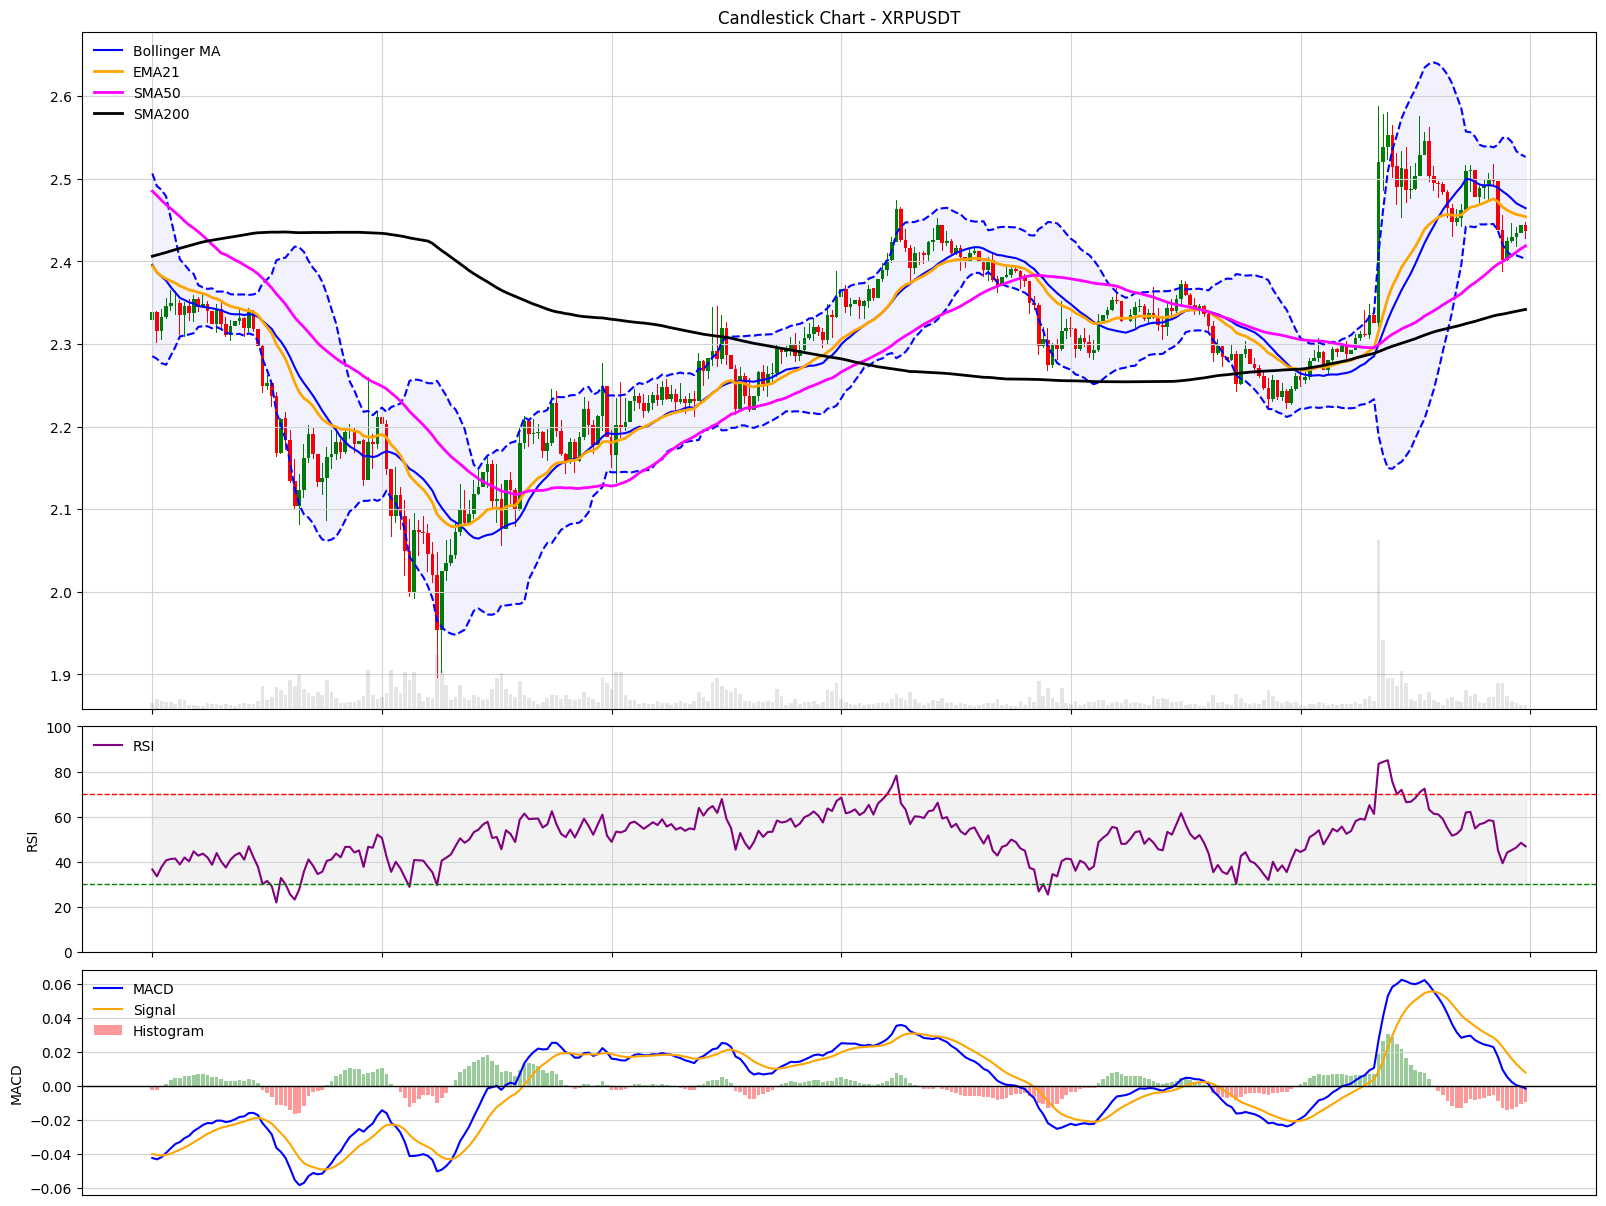 Candlestick Chart - XRPUSDT
Bollinger MA
EMA21
SMA50
SMA200
2.6
2.5
2.4
2.3
2.2
2.1
2.0
1.9
RSI
100
80
60
40
20
0
RSI
MACD
Signal
Histogram
0.06
0.04
0.02
0.00
−0.02
−0.04
−0.06
MACD